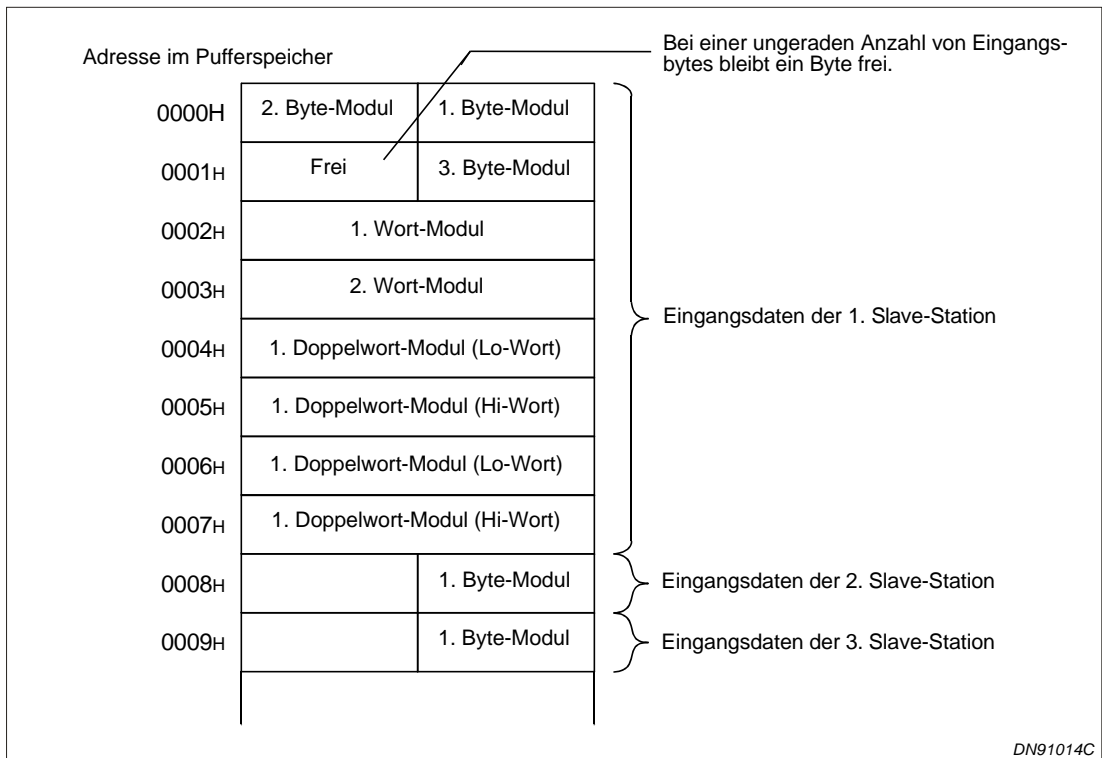 Adresse im Pufferspeicher
Bei einer ungeraden Anzahl von Eingangs-
bytes bleibt ein Byte frei.
0000H 2. Byte-Modul 1. Byte-Modul
0001H Frei 3. Byte-Modul
0002H 1. Wort-Modul
0003H 2. Wort-Modul
Eingangsdaten der 1. Slave-Station
0004H 1. Doppelwort-Modul (Lo-Wort)
0005H 1. Doppelwort-Modul (Hi-Wort)
0006H 1. Doppelwort-Modul (Lo-Wort)
0007H 1. Doppelwort-Modul (Hi-Wort)
0008H 1. Byte-Modul Eingangsdaten der 2. Slave-Station
0009H 1. Byte-Modul Eingangsdaten der 3. Slave-Station
DN91014C